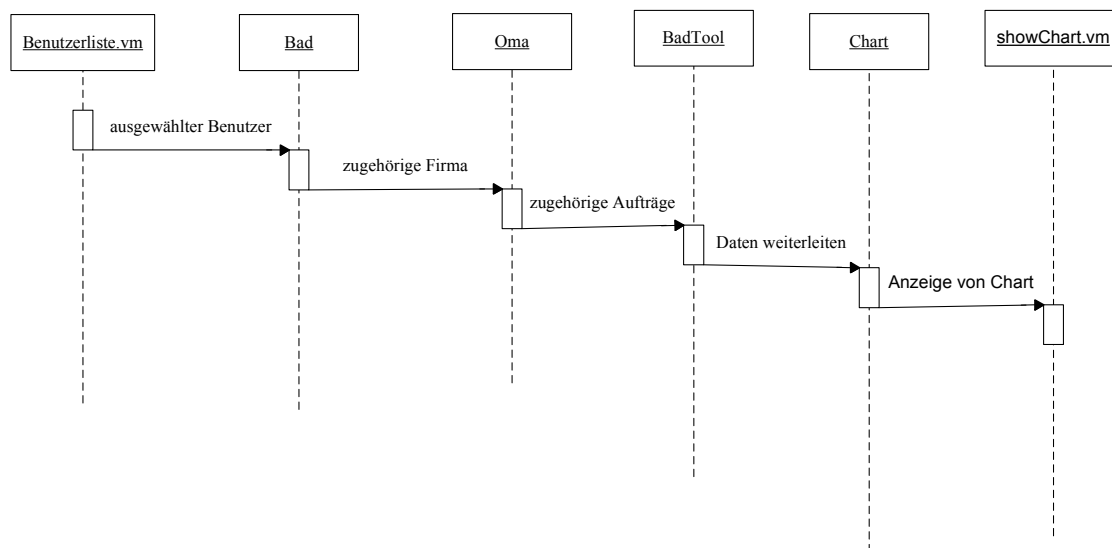 Benutzerliste.vm
Bad
Oma
BadTool
Chart
showChart.vm
ausgewählter Benutzer
zugehörige Firma
zugehörige Aufträge
Daten weiterleiten
Anzeige von Chart